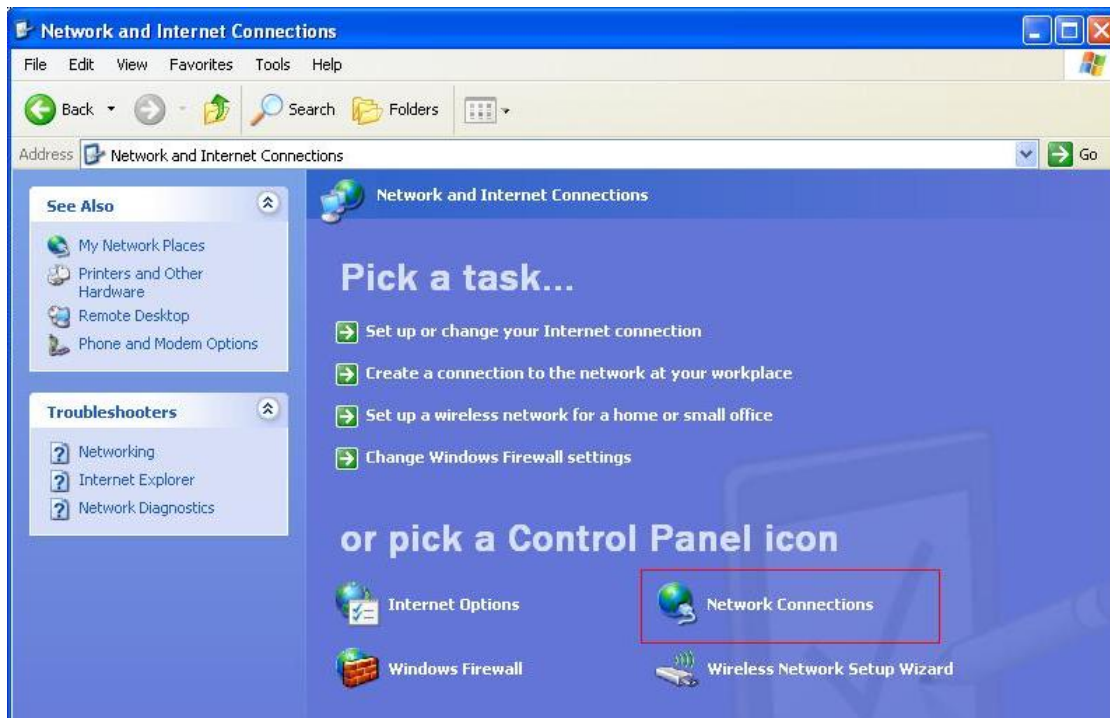 Network and Internet Connections
File Edit View Favorites Tools Help
Back Search Folders
Address Network and Internet Connections Go
See Also
My Network Places
Printers and Other
Hardware
Remote Desktop
Phone and Modem Options
Troubleshooters
Networking
Internet Explorer
Network Diagnostics
Network and Internet Connections
Pick a task...
Set up or change your Internet connection
Create a connection to the network at your workplace
Set up a wireless network for a home or small office
Change Windows Firewall settings
or pick a Control Panel icon
Internet Options Network Connections
Windows Firewall Wireless Network Setup Wizard